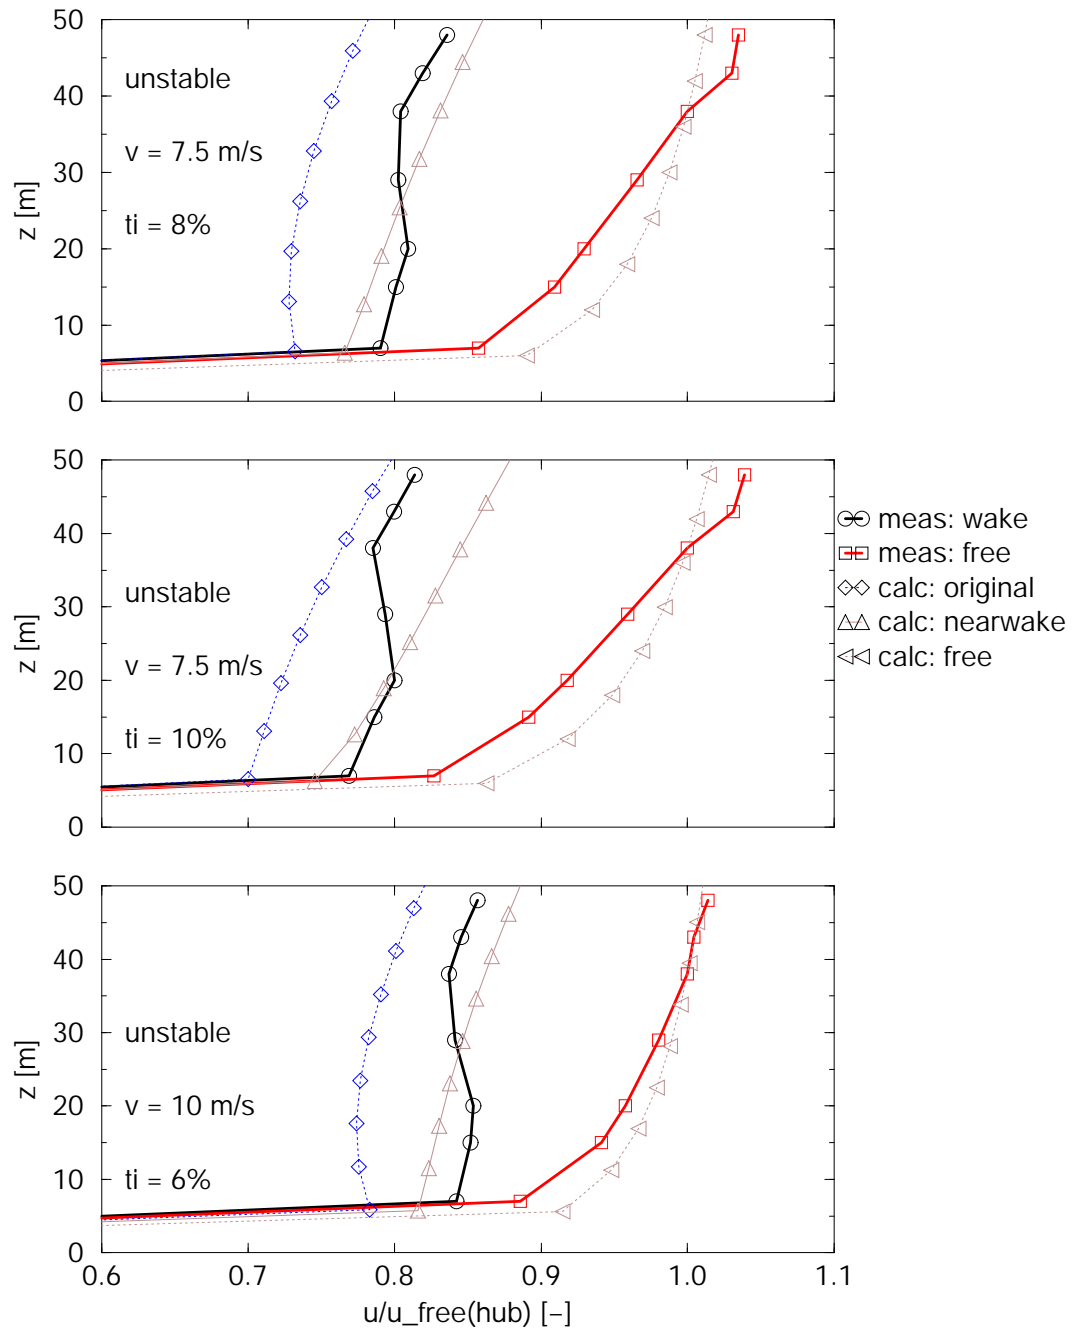 50
40
30
20
10
0
z [m]
unstable
v = 7.5 m/s
ti = 8%
50
40
30
20
10
0
z [m]
unstable
v = 7.5 m/s
ti = 10%
meas: wake
meas: free
calc: original
calc: nearwake
calc: free
50
40
30
20
10
0
z [m]
unstable
v = 10 m/s
ti = 6%
0.6 0.7 0.8 0.9 1.0 1.1
u/u_free(hub) [−]